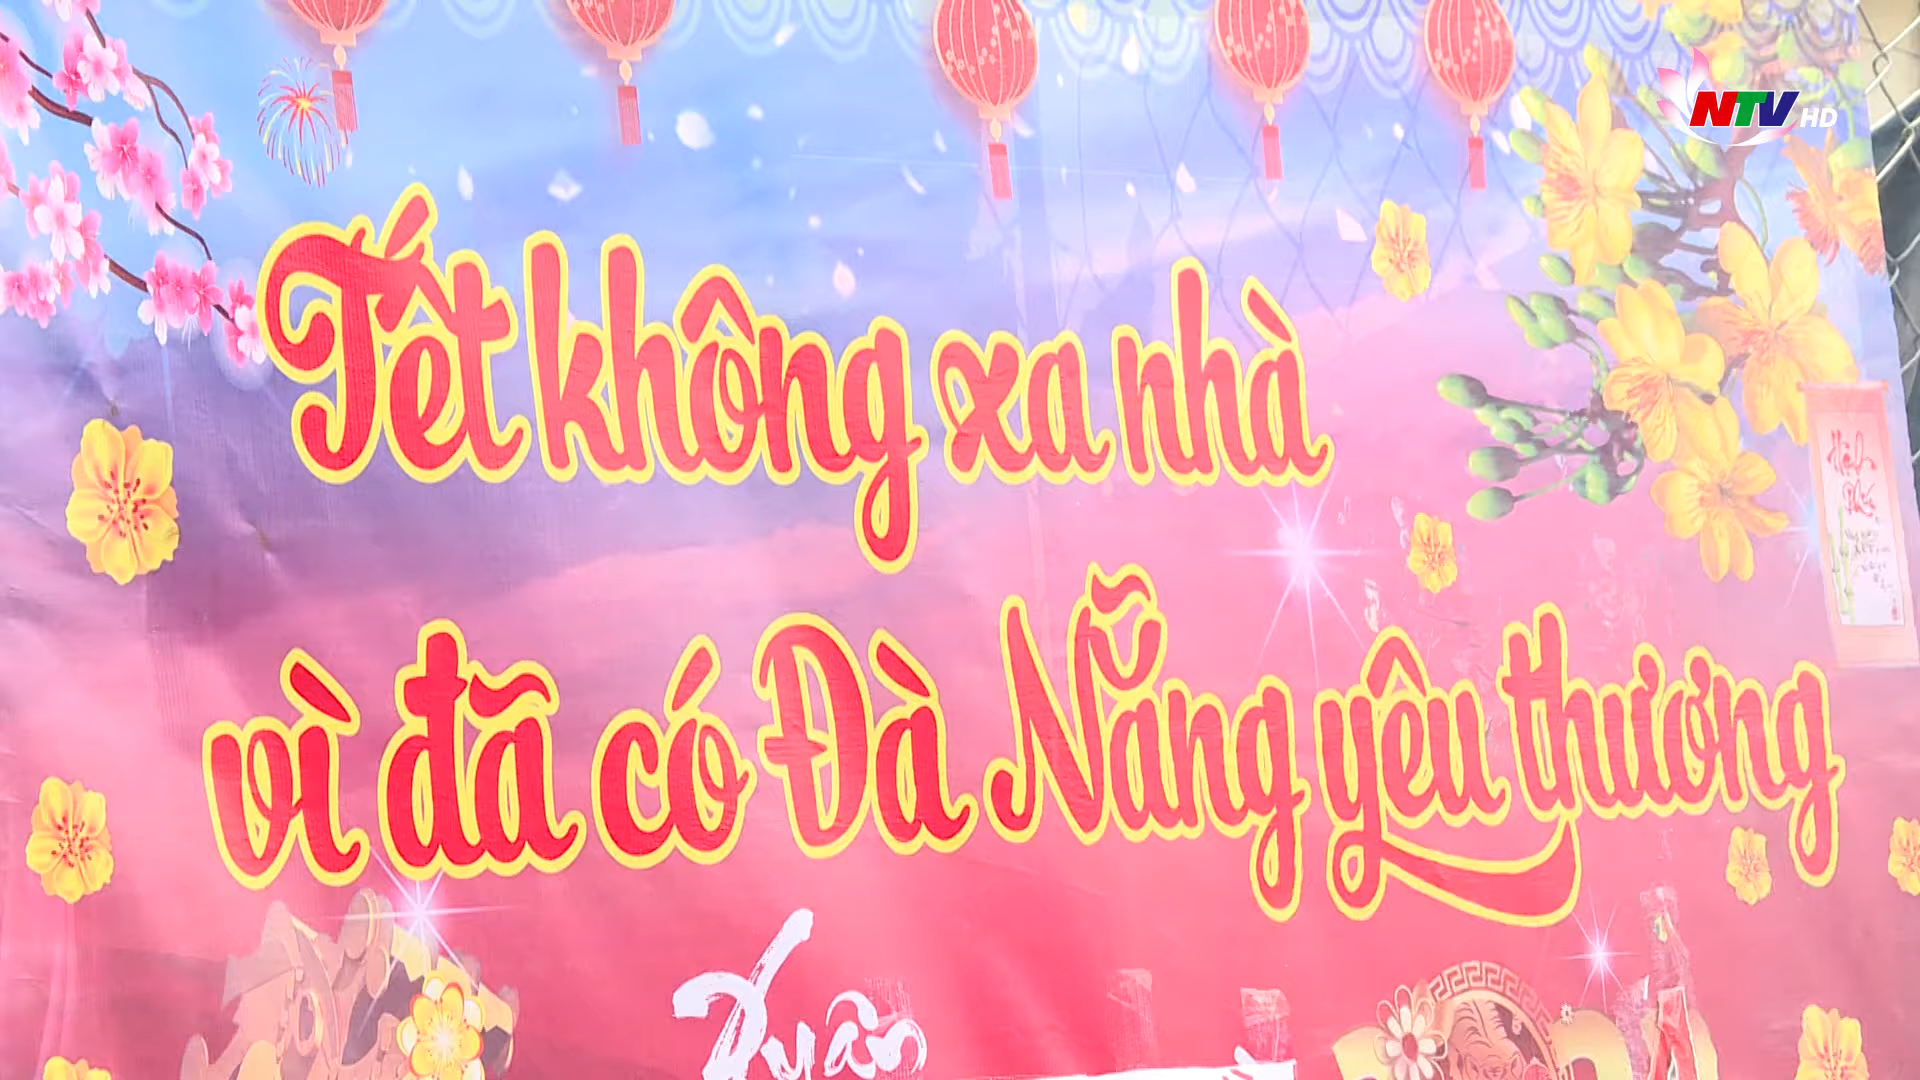 NTV HD
Tết không xa nhà
vì đã có Đà Nẵng yêu thương
Xuân